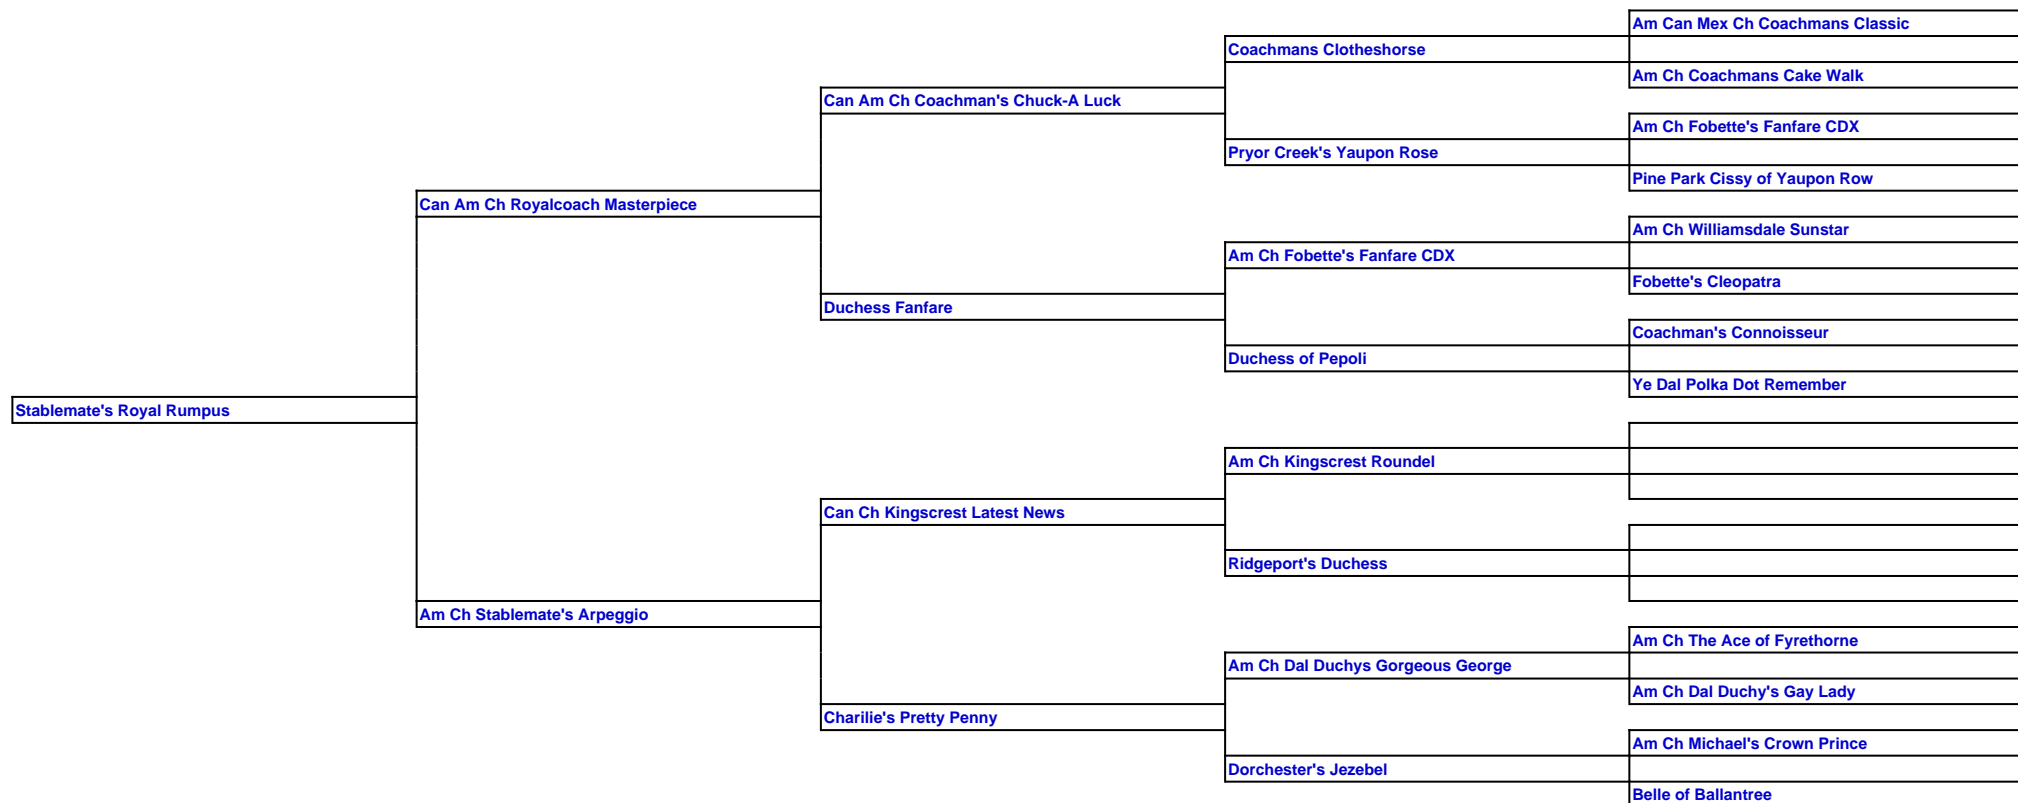 Am Can Mex Ch Coachmans Classic
Coachmans Clotheshorse
Am Ch Coachmans Cake Walk
Can Am Ch Coachman's Chuck-A Luck
Am Ch Fobette's Fanfare CDX
Pryor Creek's Yaupon Rose
Pine Park Cissy of Yaupon Row
Can Am Ch Royalcoach Masterpiece
Am Ch Williamsdale Sunstar
Am Ch Fobette's Fanfare CDX
Fobette's Cleopatra
Duchess Fanfare
Coachman's Connoisseur
Duchess of Pepoli
Ye Dal Polka Dot Remember
Stablemate's Royal Rumpus
Am Ch Kingscrest Roundel
Can Ch Kingscrest Latest News
Ridgeport's Duchess
Am Ch Stablemate's Arpeggio
Am Ch The Ace of Fyrethorne
Am Ch Dal Duchys Gorgeous George
Am Ch Dal Duchy's Gay Lady
Charilie's Pretty Penny
Am Ch Michael's Crown Prince
Dorchester's Jezebel
Belle of Ballantree